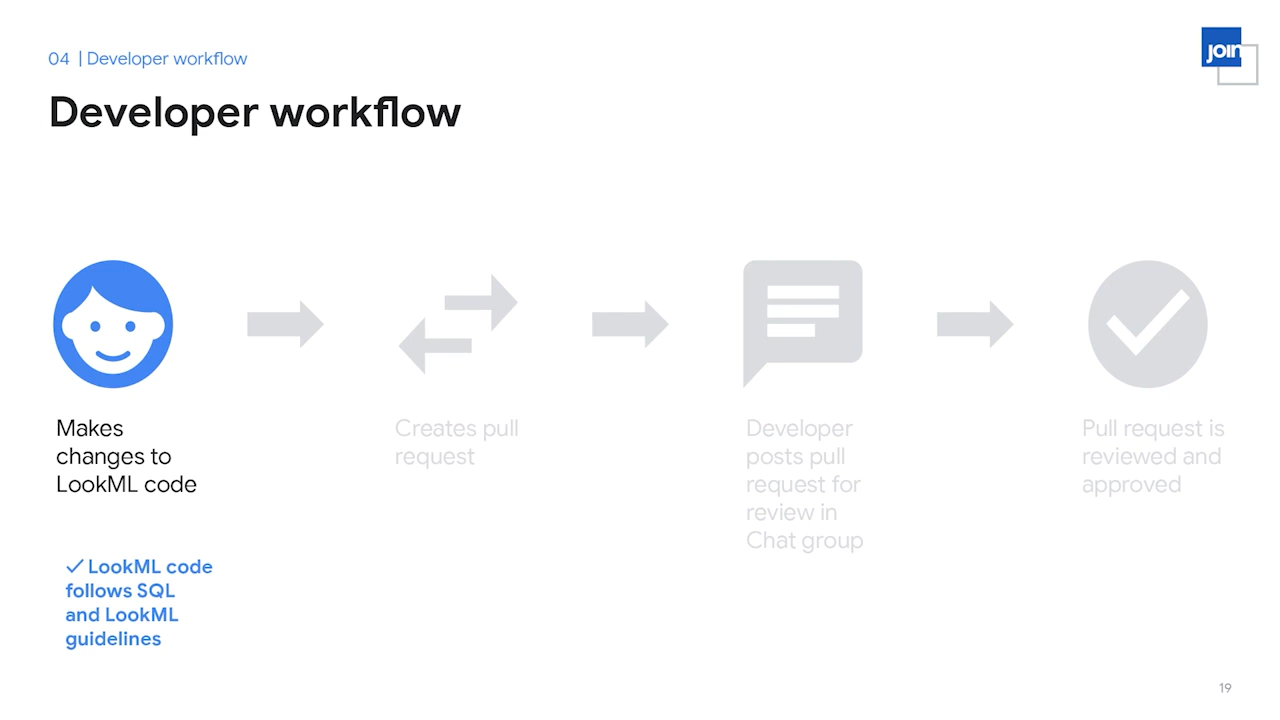 04 | Developer workflow
join
Developer workflow
Makes
changes to
LookML code
Creates pull
request
Developer
posts pull
request for
review in
Chat group
Pull request is
reviewed and
approved
✓ LookML code
follows SQL
and LookML
guidelines
19